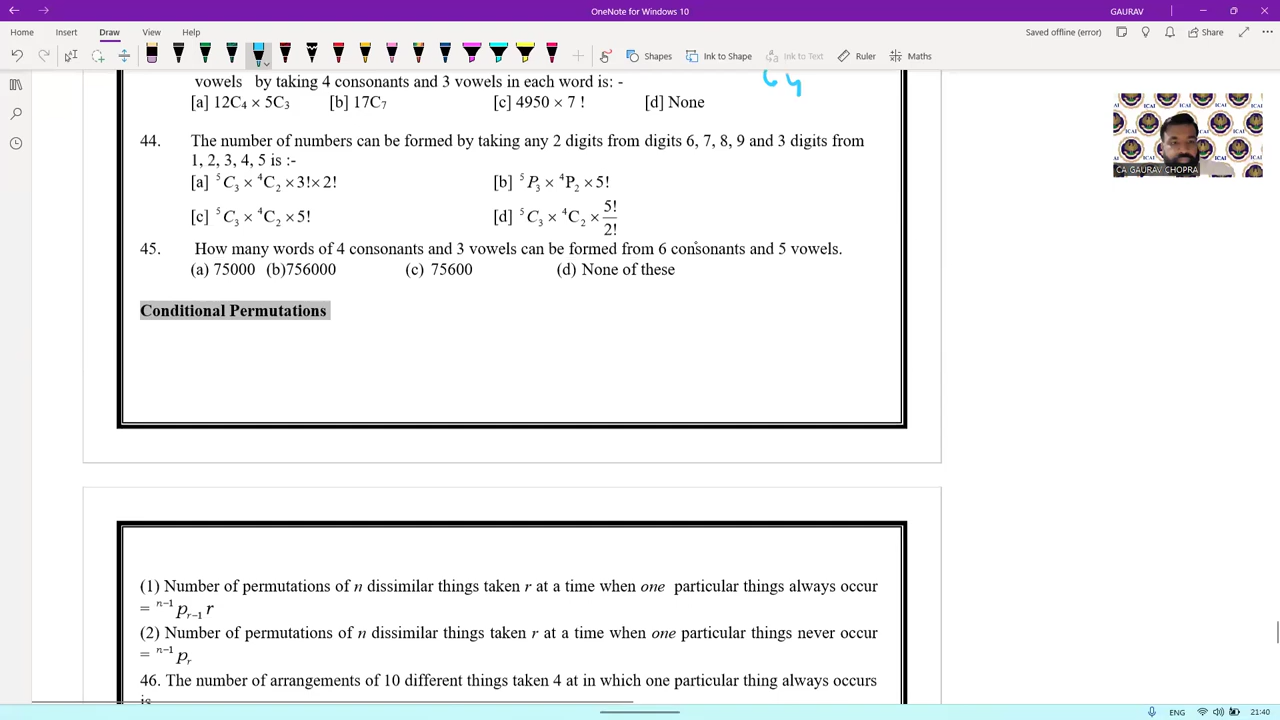 OneNote for Windows 10
GAURAV
Home Insert Draw View Help
Saved offline (error)
Share
Shapes
Ink to Shape
Ink to Text
Ruler
Maths
vowels by taking 4 consonants and 3 vowels in each word is: -
64
[a] 12C₄ × 5C₃ [b] 17C₇ [c] 4950 × 7 ! [d] None
44. The number of numbers can be formed by taking any 2 digits from digits 6, 7, 8, 9 and 3 digits from
1, 2, 3, 4, 5 is :-
[a] ⁵C₃ × ⁴C₂ × 3!× 2! [b] ⁵P₃ × ⁴P₂ × 5!
[c] ⁵C₃ × ⁴C₂ × 5! [d] ⁵C₃ × ⁴C₂ × 5!/2!
45. How many words of 4 consonants and 3 vowels can be formed from 6 consonants and 5 vowels.
(a) 75000 (b)756000 (c) 75600 (d) None of these
Conditional Permutations
(1) Number of permutations of n dissimilar things taken r at a time when one particular things always occur
= ⁿ⁻¹pᵣ₋₁ r
(2) Number of permutations of n dissimilar things taken r at a time when one particular things never occur
= ⁿ⁻¹pᵣ
46. The number of arrangements of 10 different things taken 4 at in which one particular thing always occurs
is
ICAI
CA GAURAV CHOPRA
ENG
21:40